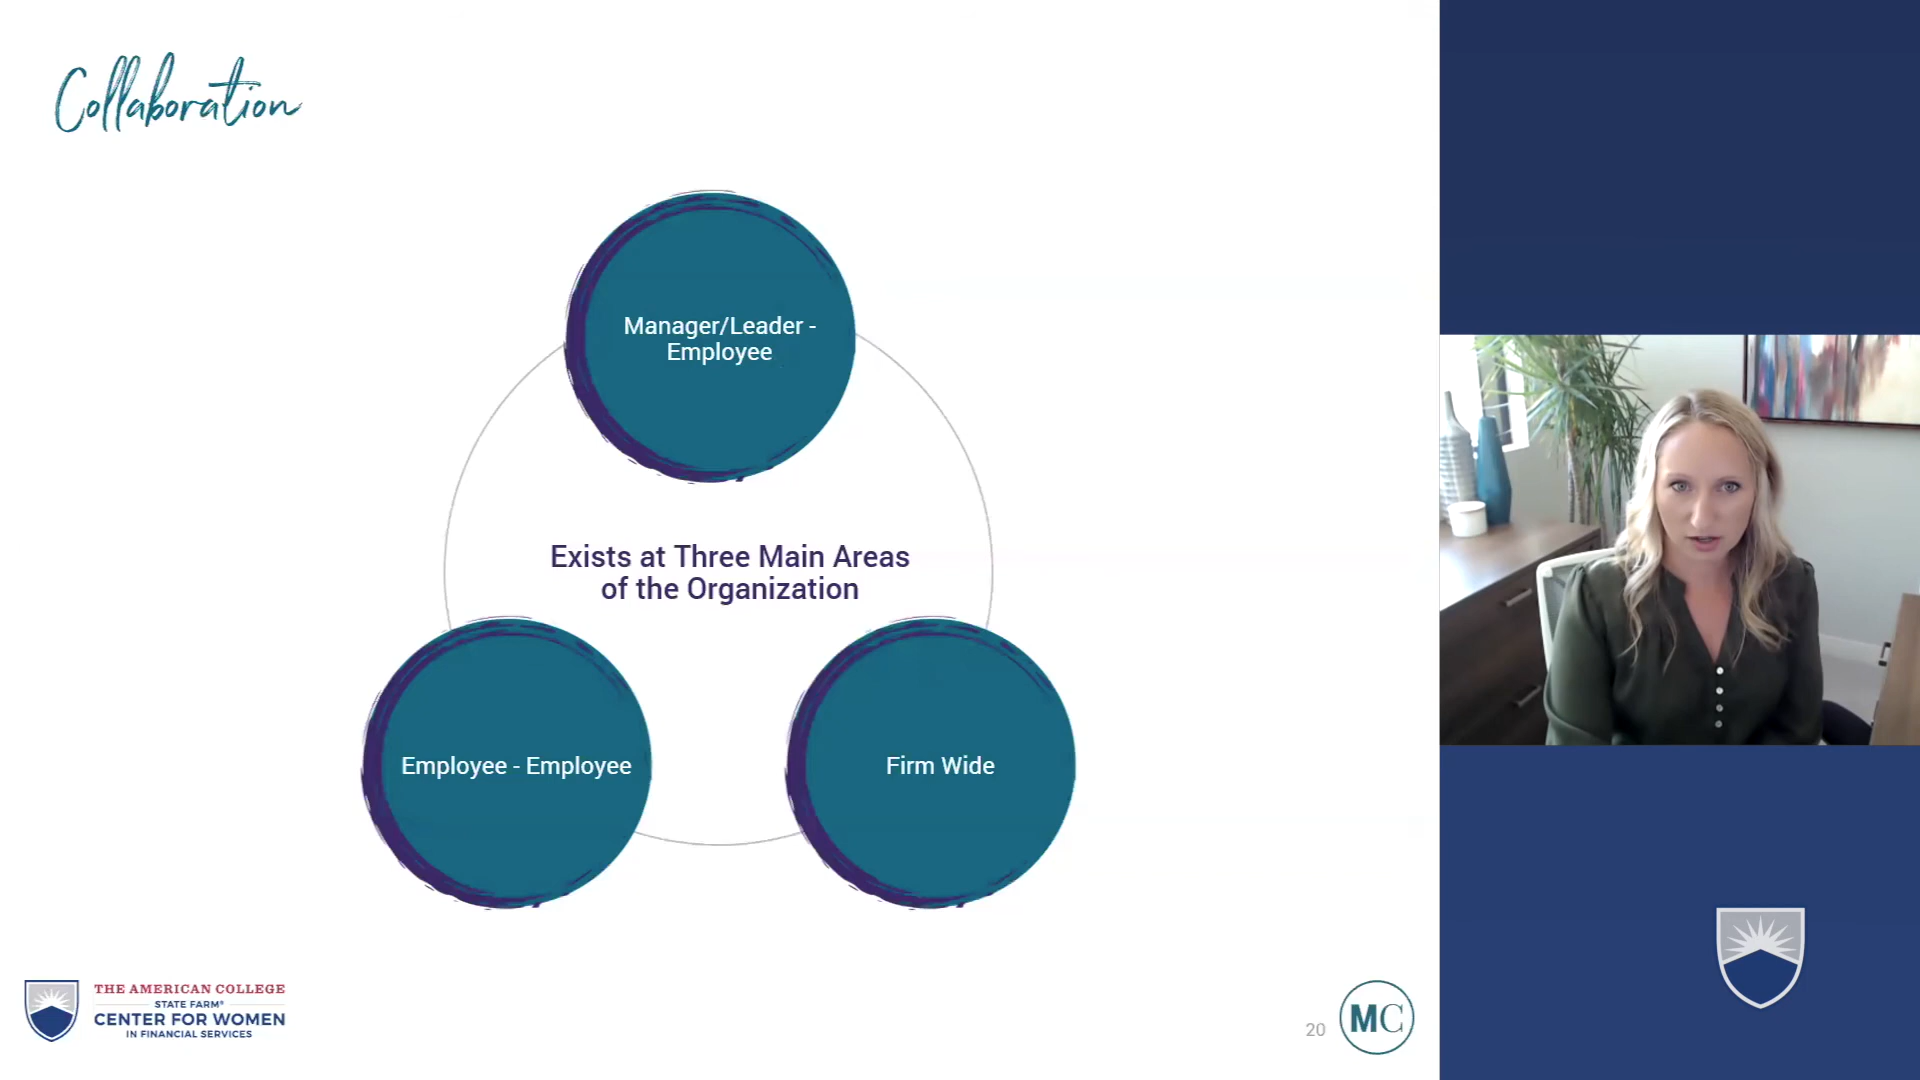 Collaboration
Manager/Leader -
Employee
Exists at Three Main Areas
of the Organization
Employee - Employee
Firm Wide
THE AMERICAN COLLEGE
STATE FARM®
CENTER FOR WOMEN
IN FINANCIAL SERVICES
20
MC